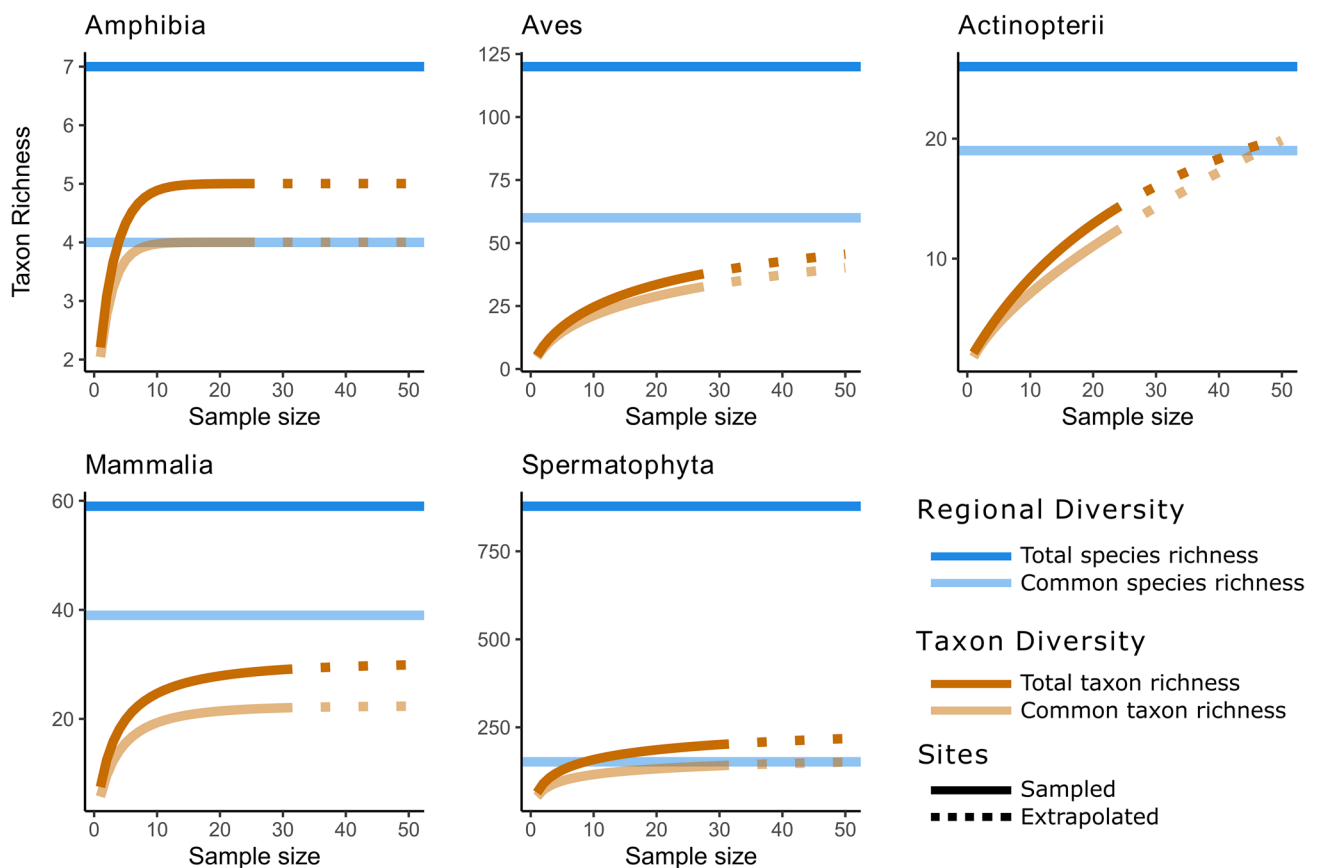 Amphibia
Aves
Actinopterii
Taxon Richness
7
6
5
4
3
2
0 10 20 30 40 50
Sample size
125
100
75
50
25
0
0 10 20 30 40 50
Sample size
20
10
0 10 20 30 40 50
Sample size
Mammalia
Spermatophyta
60
40
20
0 10 20 30 40 50
Sample size
750
500
250
0 10 20 30 40 50
Sample size
Regional Diversity
Total species richness
Common species richness
Taxon Diversity
Total taxon richness
Common taxon richness
Sites
Sampled
Extrapolated